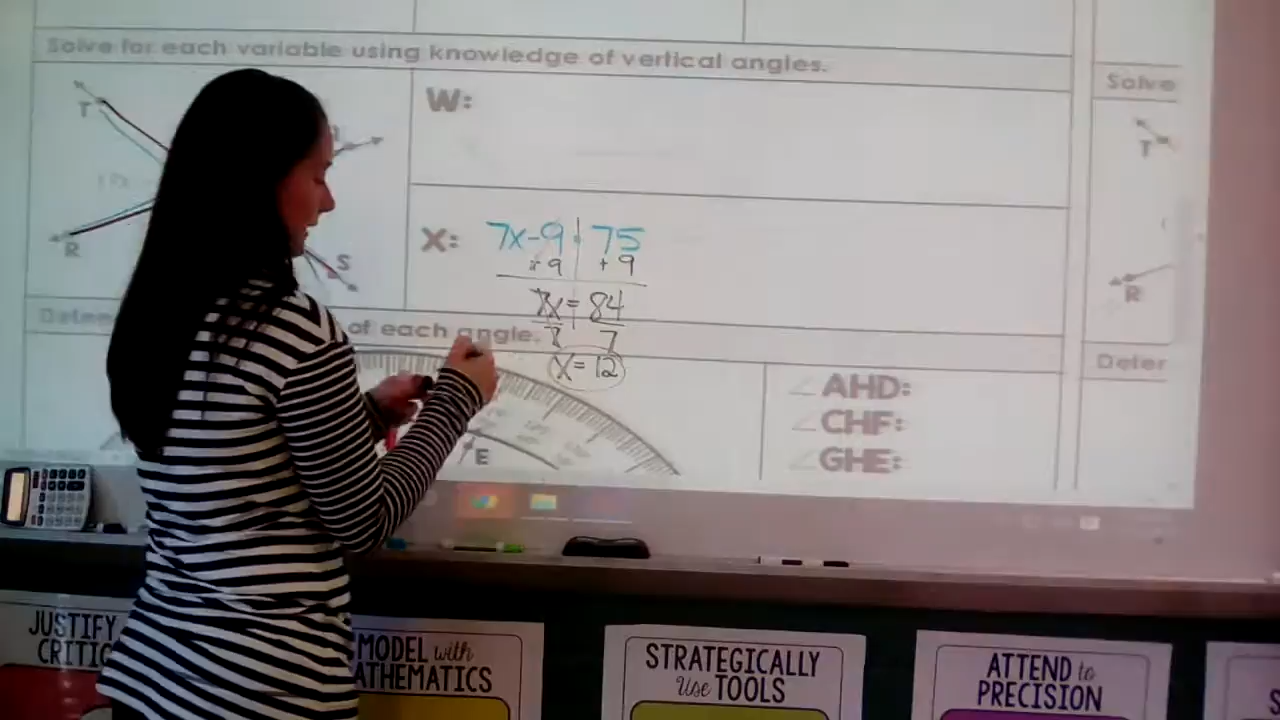 Solve for each variable using knowledge of vertical angles.
Solve
T
W:
T
R
S
X: 7x-9 = 75
+9 +9
7x = 84
7 7
x = 12
R
of each angle.
Deter
∠AHD:
∠CHF:
∠GHE:
E
JUSTIFY
CRITIC
MODEL with
MATHEMATICS
STRATEGICALLY
Use TOOLS
ATTEND to
PRECISION
S